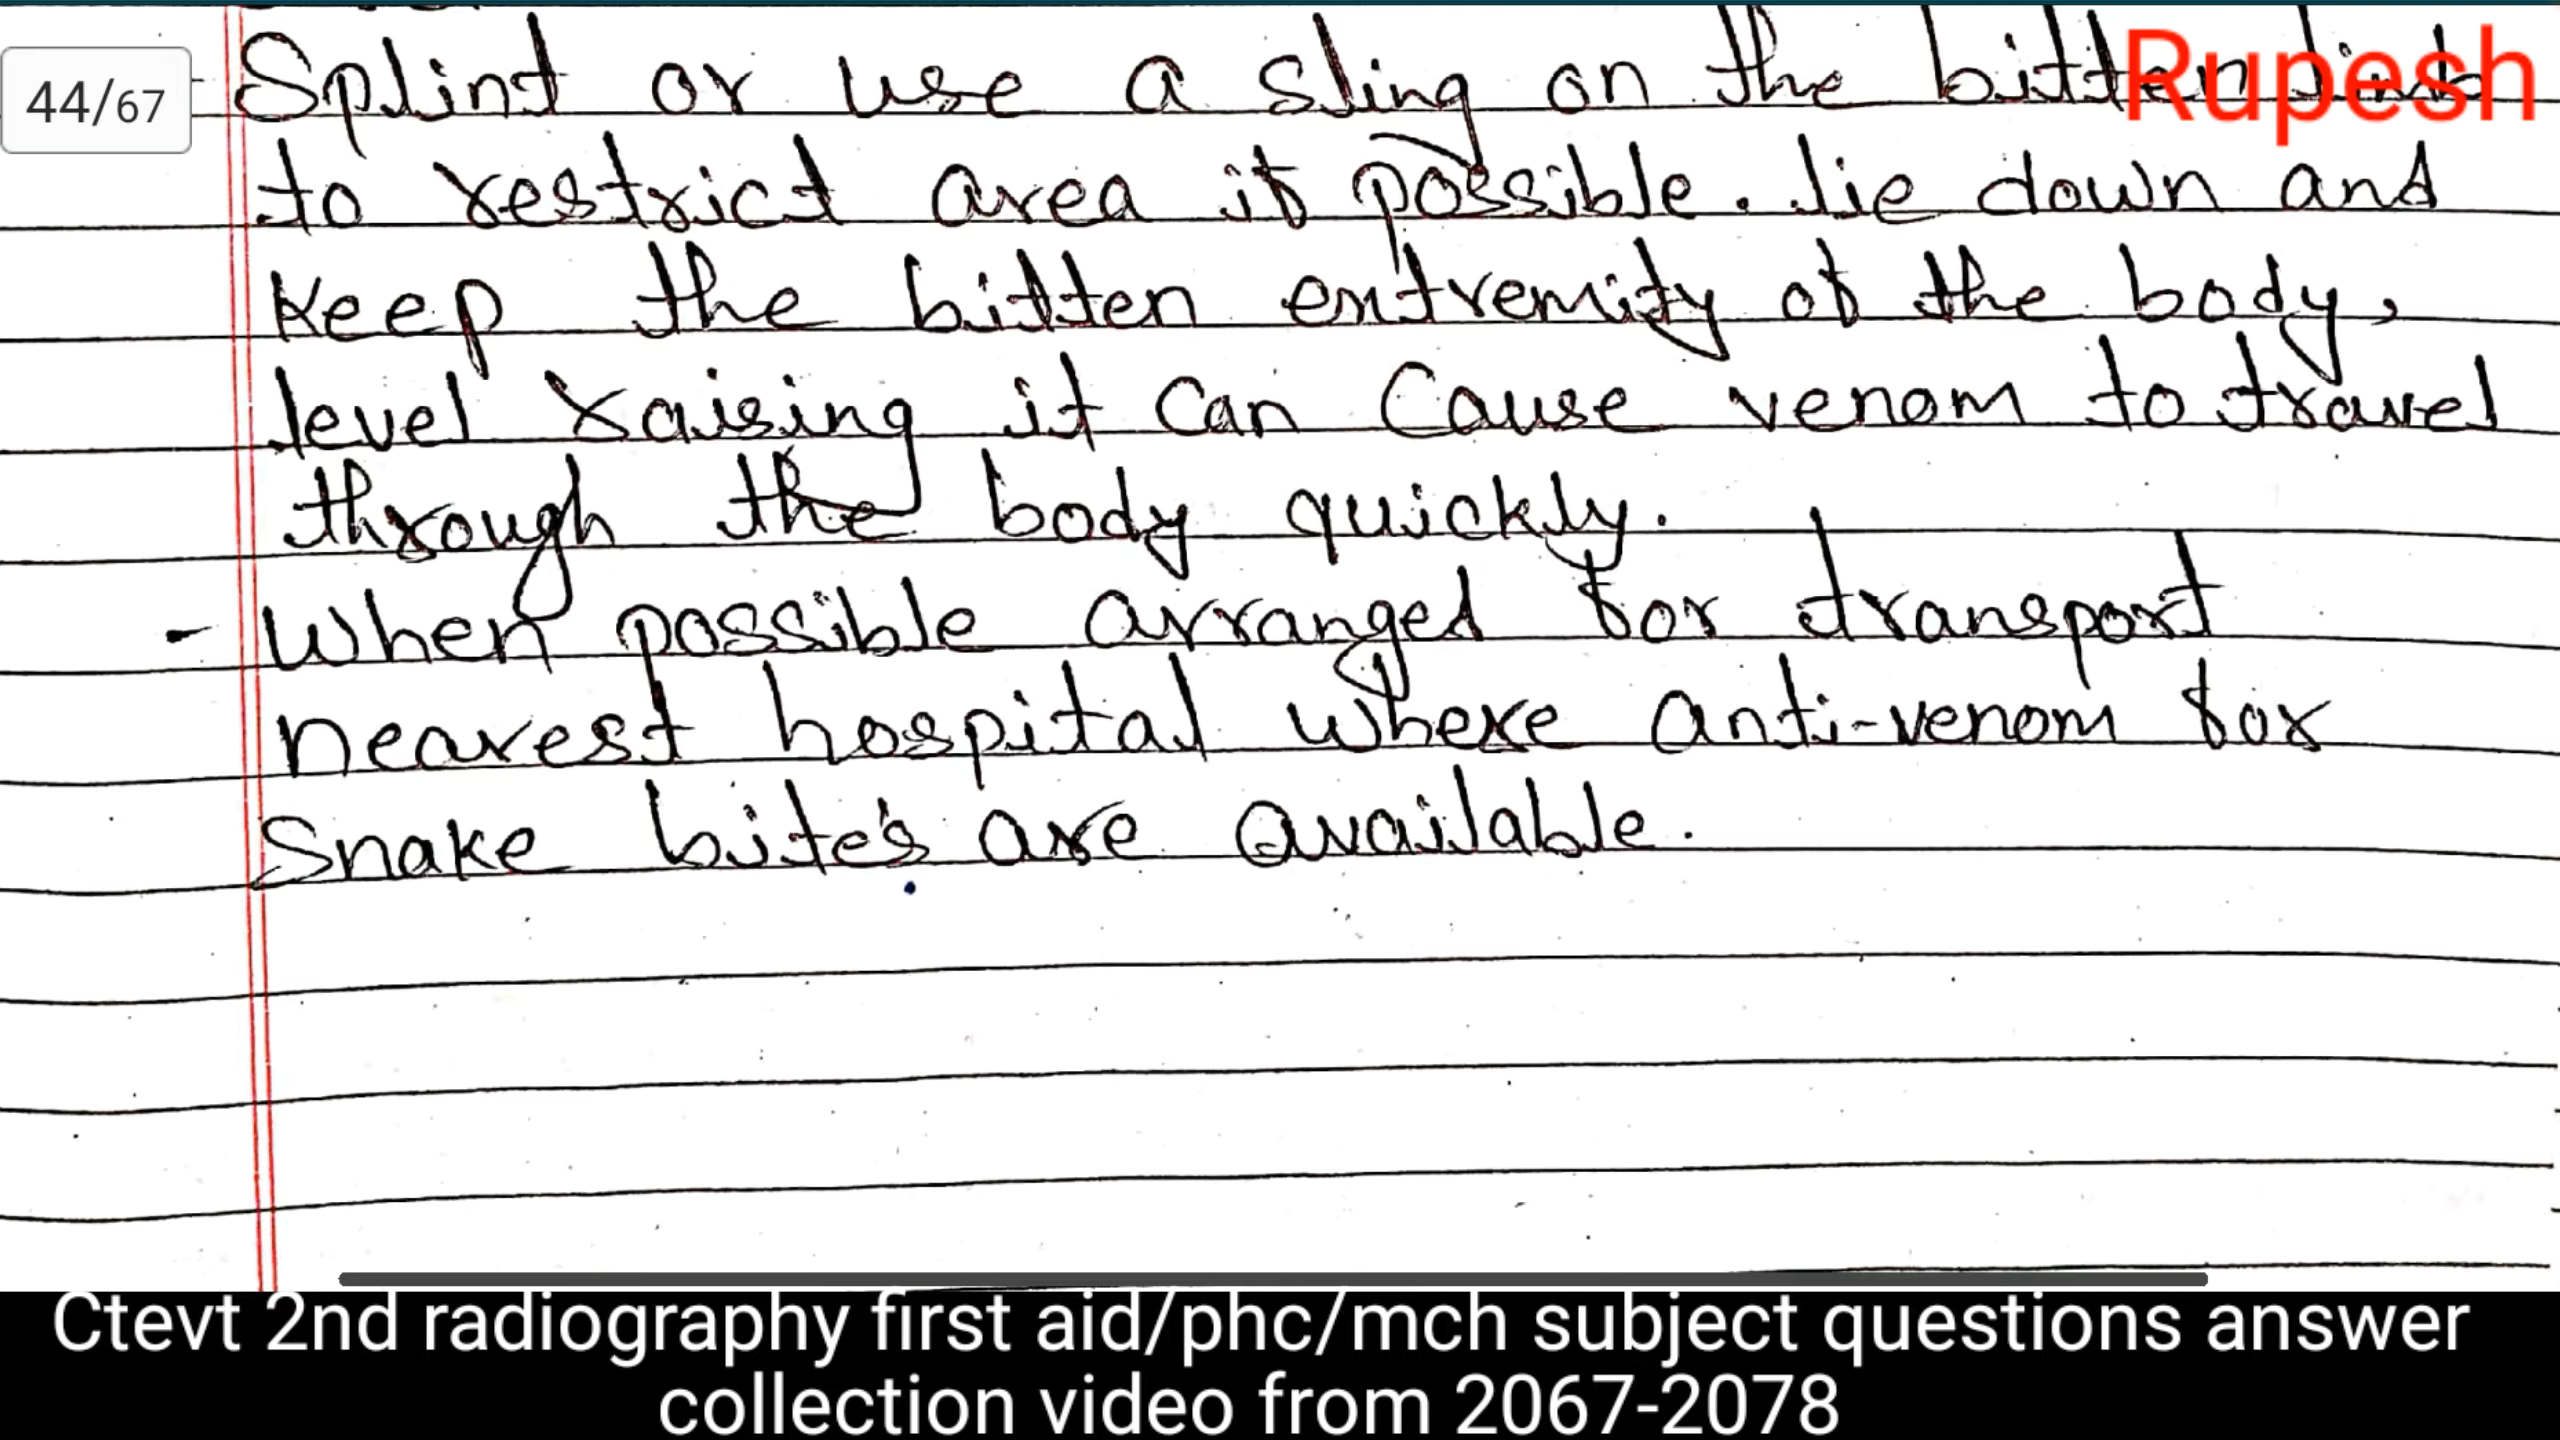 44/67
Rupesh
- Splint or use a sling on the bitten limb
to restrict area if possible. lie down and
keep the bitten extremity of the body,
level raising it can cause venom to travel
through the body quickly.
- When possible arranged for transport
nearest hospital where anti-venom for
Snake bite's are available.
Ctevt 2nd radiography first aid/phc/mch subject questions answer
collection video from 2067-2078